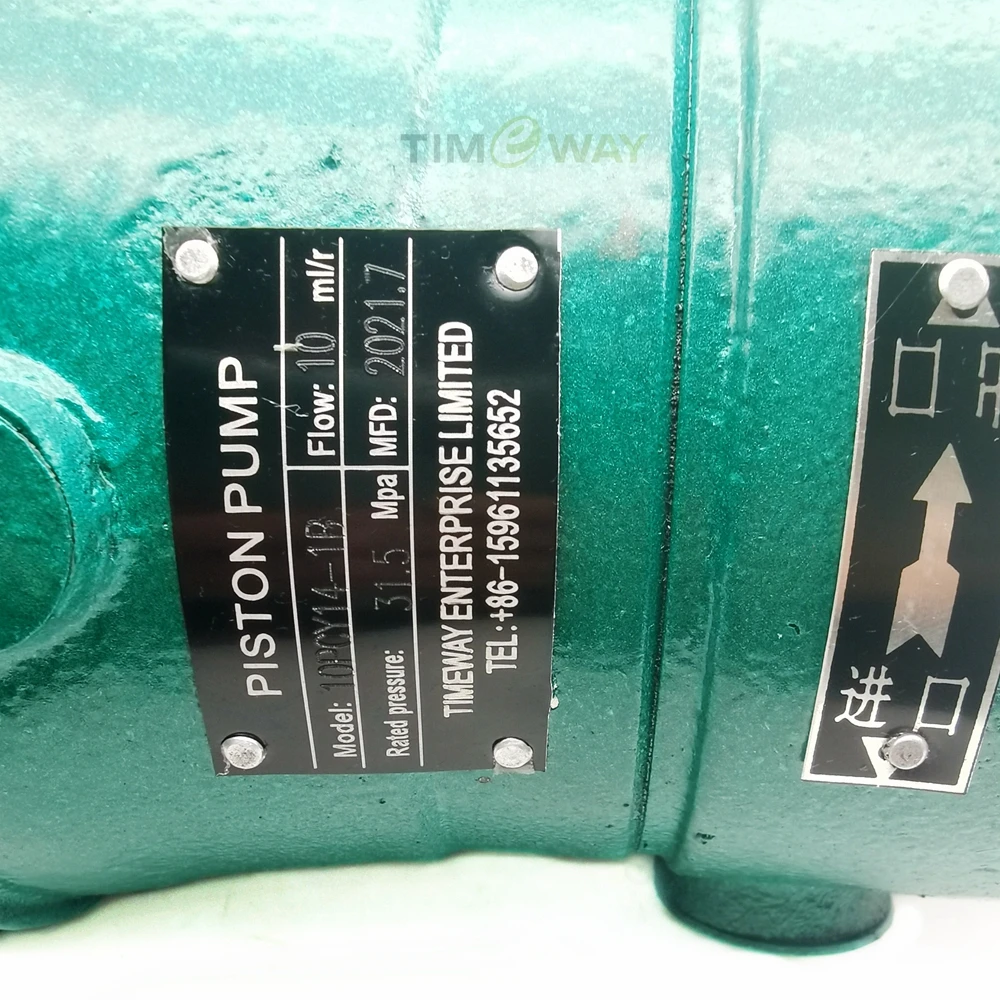 TIMeWAY
PISTON PUMP
Model: 10PCY14-1B Flow: 10 ml/r
Rated pressure: 31.5 Mpa MFD: 2021.7
TIMEWAY ENTERPRISE LIMITED
TEL:+86-15961135652
进口
口